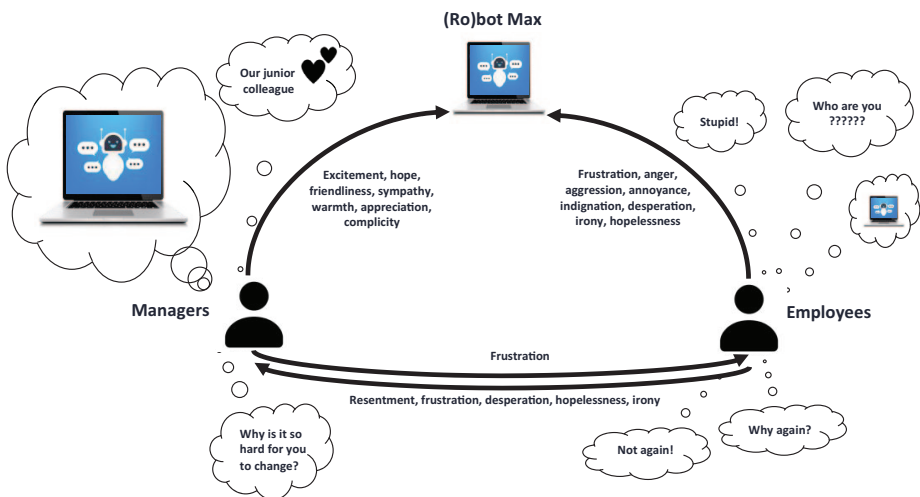 (Ro)bot Max
Our junior
colleague
Stupid!
Who are you
??????
Excitement, hope,
friendliness, sympathy,
warmth, appreciation,
complicity
Frustration, anger,
aggression, annoyance,
indignation, desperation,
irony, hopelessness
Managers
Employees
Frustration
Resentment, frustration, desperation, hopelessness, irony
Why is it so
hard for you
to change?
Not again!
Why again?